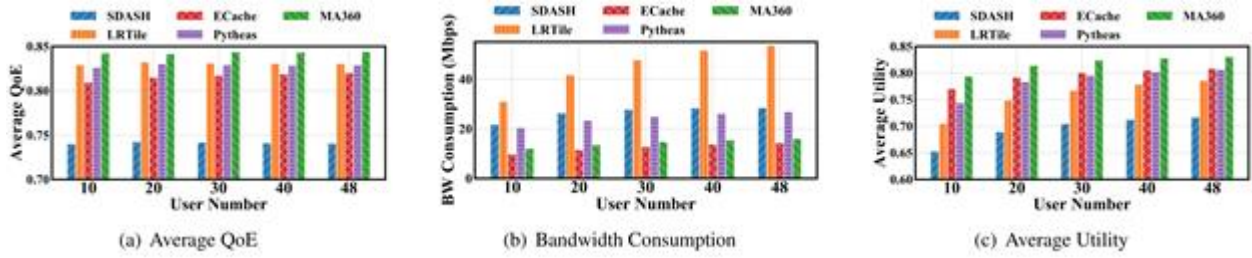 SDASH ECache MA360
LRTile Pytheas
Average QoE
0.85
0.80
0.75
0.70
10 20 30 40 48
User Number
(a) Average QoE
SDASH ECache MA360
LRTile Pytheas
BW Consumption (Mbps)
40
20
0
10 20 30 40 48
User Number
(b) Bandwidth Consumption
SDASH ECache MA360
LRTile Pytheas
Average Utility
0.85
0.80
0.75
0.70
0.65
0.60
10 20 30 40 48
User Number
(c) Average Utility